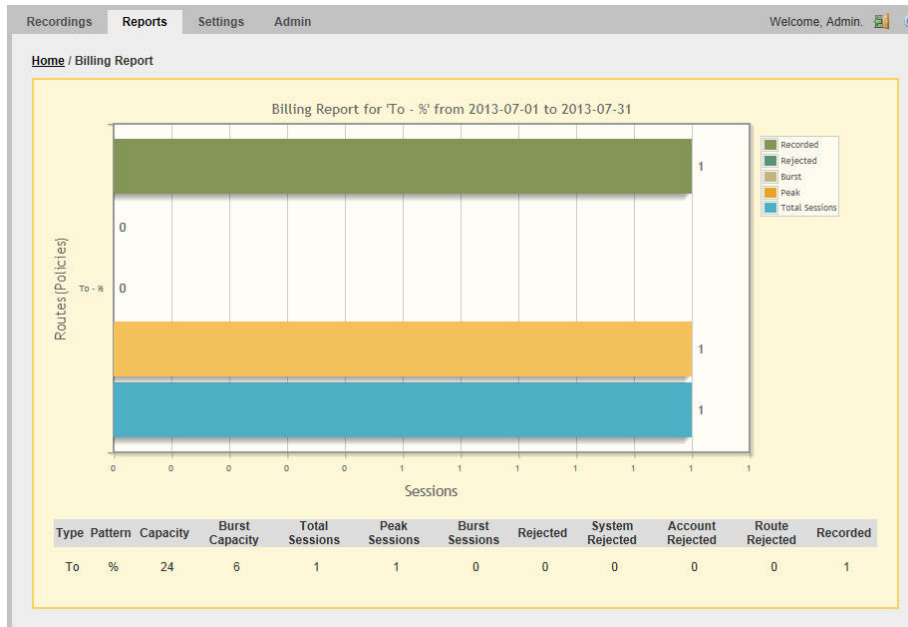 Recordings Reports Settings Admin Welcome, Admin.
Home / Billing Report
Billing Report for 'To - %' from 2013-07-01 to 2013-07-31
Recorded
Rejected
Burst
Peak
Total Sessions
1
0
0
1
1
Routes (Policies)
To - %
0 0 0 0 0 1 1 1 1 1 1 1
Sessions
Type Pattern Capacity Burst Capacity Total Sessions Peak Sessions Burst Sessions Rejected System Rejected Account Rejected Route Rejected Recorded
To % 24 6 1 1 0 0 0 0 0 1